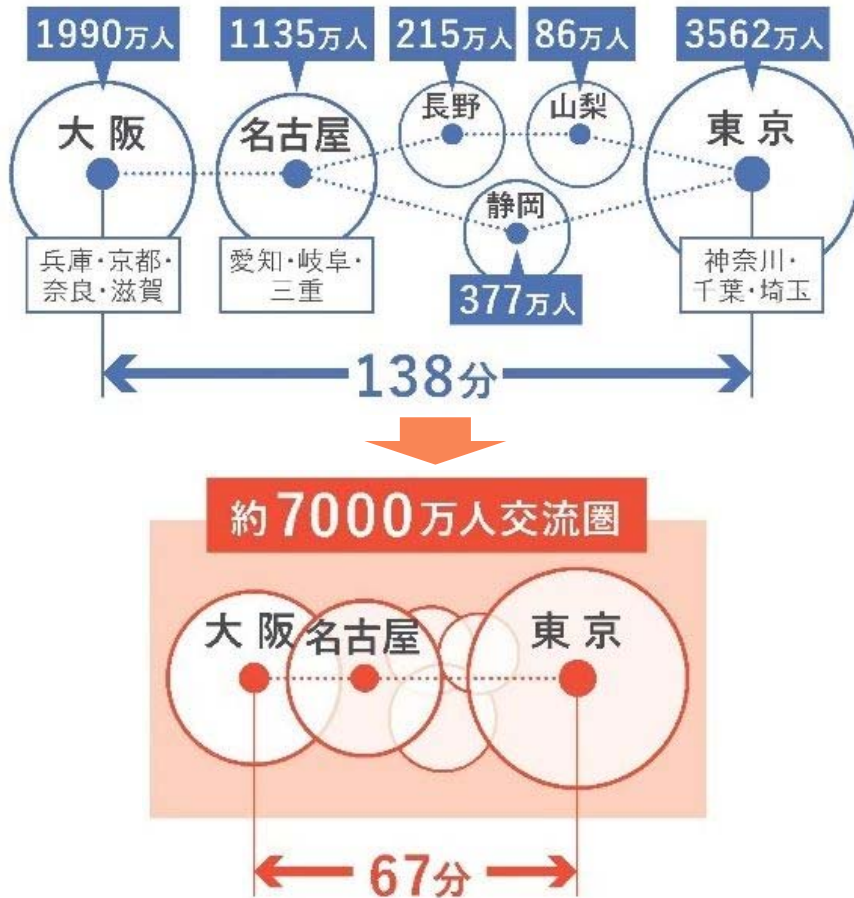 1990万人
1135万人
215万人
86万人
3562万人
大阪
名古屋
長野
山梨
東京
静岡
兵庫・京都・
奈良・滋賀
愛知・岐阜・
三重
377万人
神奈川・
千葉・埼玉
138分
約7000万人交流圏
大阪
名古屋
東京
67分